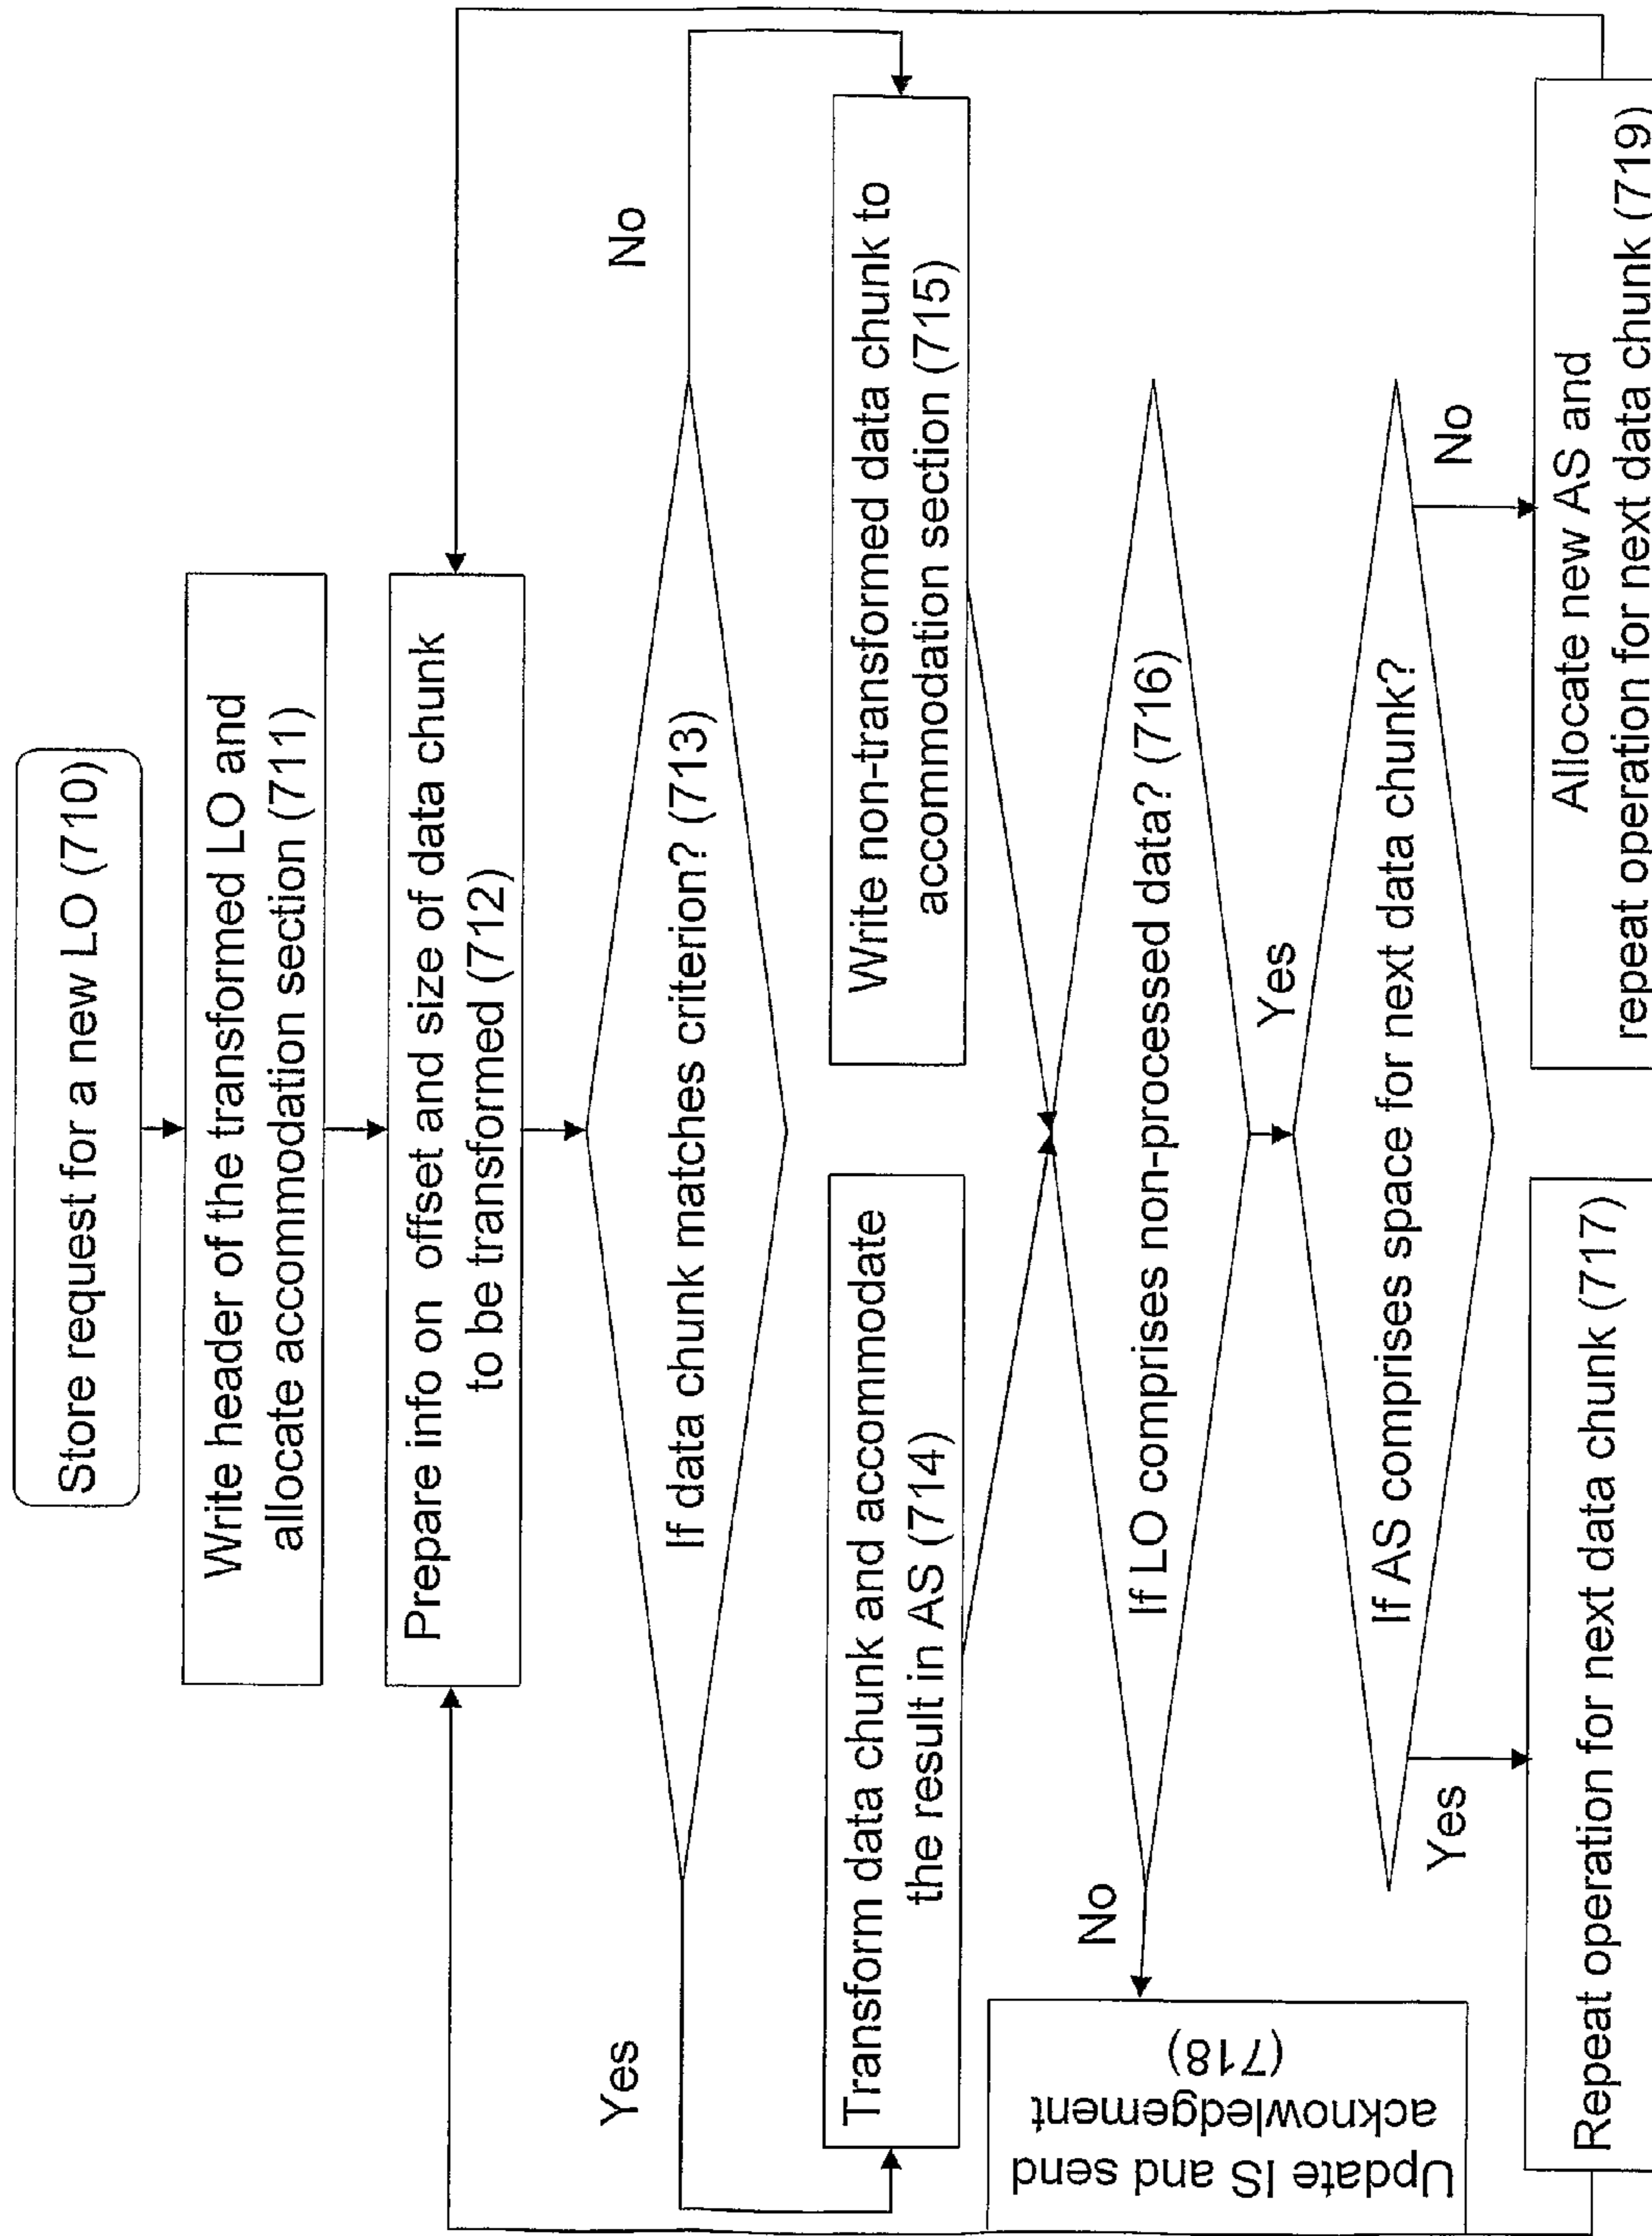 Store request for a new LO (710)
Write header of the transformed LO and
allocate accommodation section (711)
Prepare info on offset and size of data chunk
to be transformed (712)
If data chunk matches criterion? (713)
Yes
No
Transform data chunk and accommodate
the result in AS (714)
Write non-transformed data chunk to
accommodation section (715)
If LO comprises non-processed data? (716)
No
Yes
Update IS and send
acknowledgement
(718)
If AS comprises space for next data chunk?
Yes
No
Repeat operation for next data chunk (717)
Allocate new AS and
repeat operation for next data chunk (719)